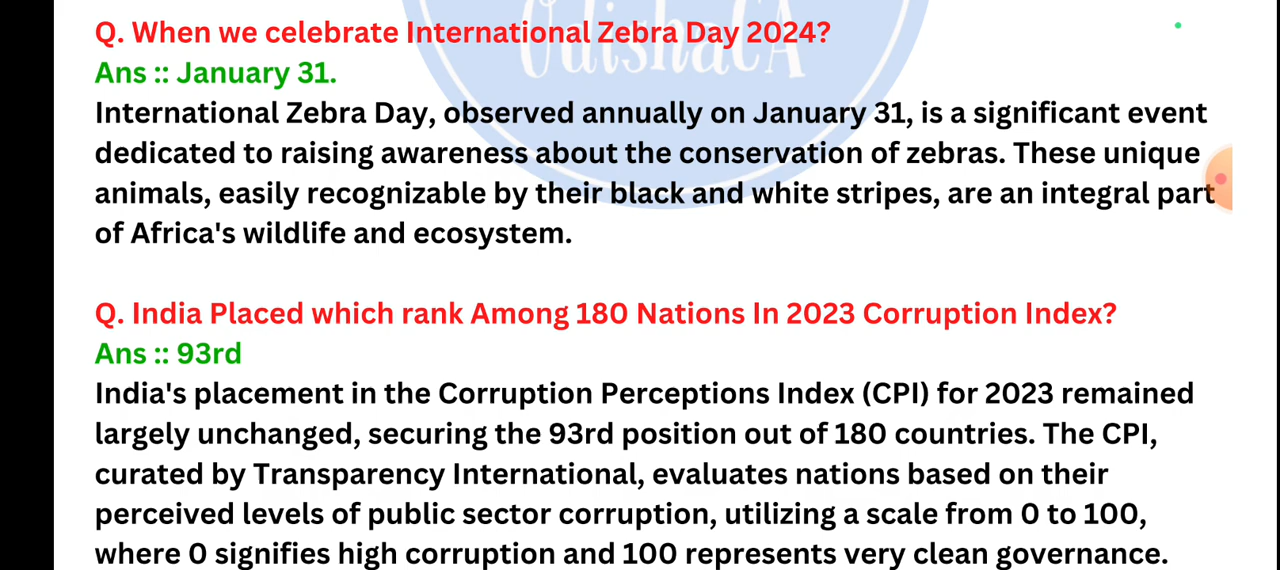 OdishaCA
Q. When we celebrate International Zebra Day 2024?
Ans :: January 31.
International Zebra Day, observed annually on January 31, is a significant event
dedicated to raising awareness about the conservation of zebras. These unique
animals, easily recognizable by their black and white stripes, are an integral part
of Africa's wildlife and ecosystem.
Q. India Placed which rank Among 180 Nations In 2023 Corruption Index?
Ans :: 93rd
India's placement in the Corruption Perceptions Index (CPI) for 2023 remained
largely unchanged, securing the 93rd position out of 180 countries. The CPI,
curated by Transparency International, evaluates nations based on their
perceived levels of public sector corruption, utilizing a scale from 0 to 100,
where 0 signifies high corruption and 100 represents very clean governance.